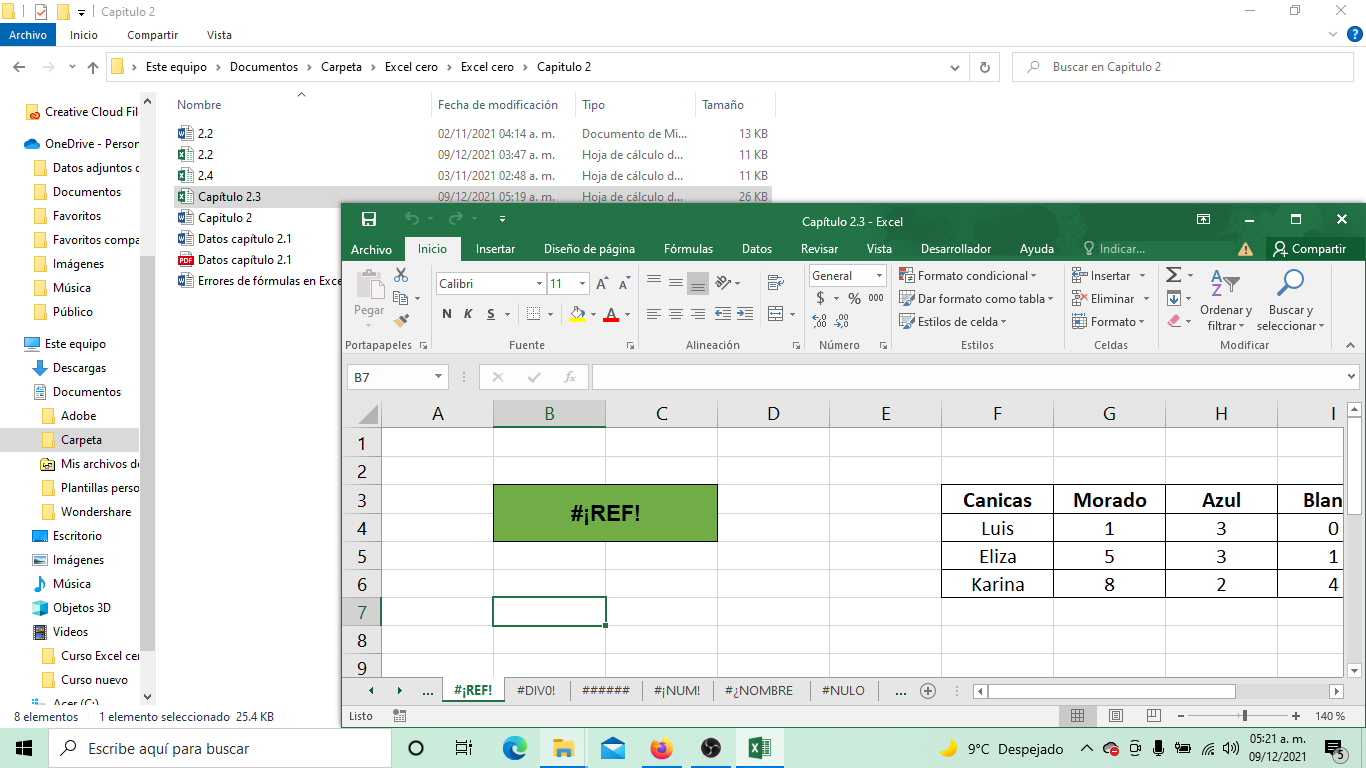 Capitulo 2
Archivo Inicio Compartir Vista
Este equipo Documentos Carpeta Excel cero Excel cero Capitulo 2
Buscar en Capitulo 2
Nombre Fecha de modificación Tipo Tamaño
2.2 02/11/2021 04:14 a. m. Documento de Mi... 13 KB
2.2 09/12/2021 03:47 a. m. Hoja de cálculo d... 11 KB
2.4 03/11/2021 02:48 a. m. Hoja de cálculo d... 11 KB
Capítulo 2.3 09/12/2021 05:19 a. m. Hoja de cálculo d... 26 KB
Capitulo 2
Datos capítulo 2.1
Datos capítulo 2.1
Errores de fórmulas en Exce
Creative Cloud Fil
OneDrive - Person
Datos adjuntos c
Documentos
Favoritos
Favoritos compa
Imágenes
Música
Público
Este equipo
Descargas
Documentos
Adobe
Carpeta
Mis archivos de
Plantillas perso
Wondershare
Escritorio
Imágenes
Música
Objetos 3D
Videos
Curso Excel cer
Curso nuevo
Acer (C:)
8 elementos 1 elemento seleccionado 25.4 KB
Capítulo 2.3 - Excel
Archivo Inicio Insertar Diseño de página Fórmulas Datos Revisar Vista Desarrollador Ayuda Indicar... Compartir
Pegar
Calibri 11
N K S
General
$ % 000
Formato condicional
Dar formato como tabla
Estilos de celda
Insertar
Eliminar
Formato
Ordenar y filtrar
Buscar y seleccionar
Portapapeles Fuente Alineación Número Estilos Celdas Modificar
B7 fx
A B C D E F G H I
1
2
3 #¡REF! Canicas Morado Azul Blan
4 Luis 1 3 0
5 Eliza 5 3 1
6 Karina 8 2 4
7
8
9
... #¡REF! #DIV0! ###### #¡NUM! #¿NOMBRE #NULO ...
Listo 140 %
Escribe aquí para buscar
9°C Despejado
05:21 a. m.
09/12/2021
5